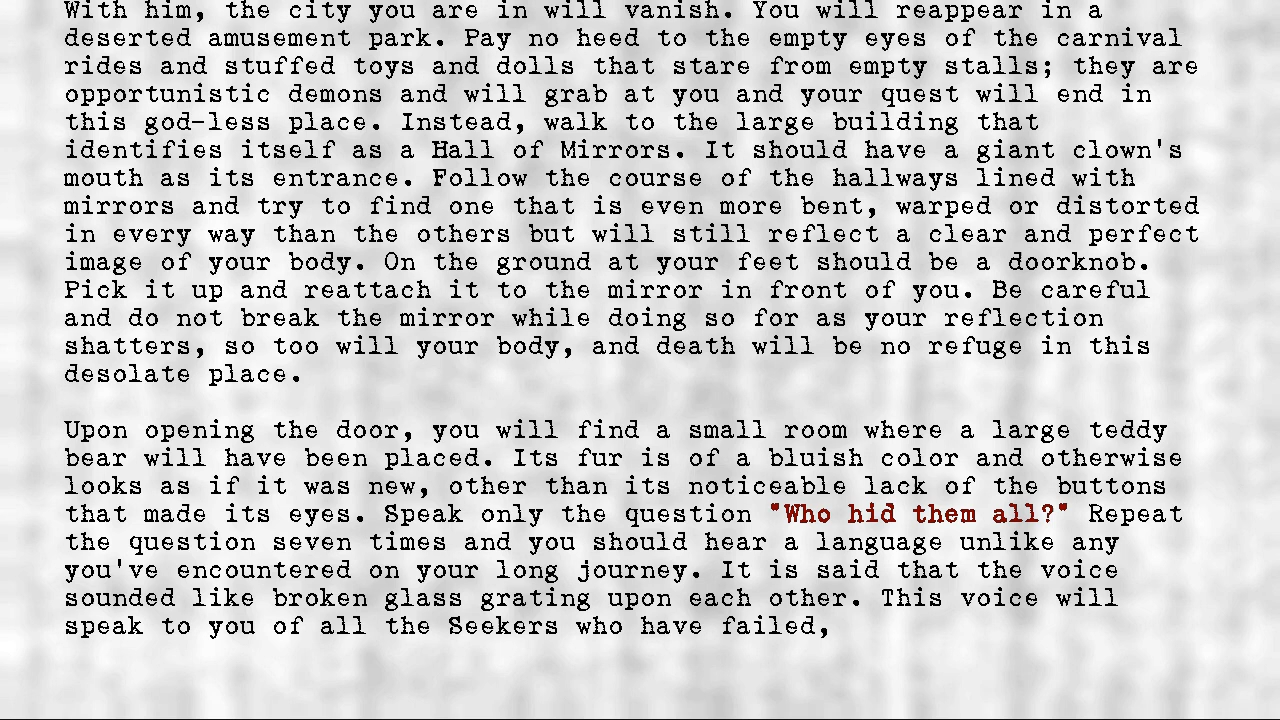 With him, the city you are in will vanish. You will reappear in a
deserted amusement park. Pay no heed to the empty eyes of the carnival
rides and stuffed toys and dolls that stare from empty stalls; they are
opportunistic demons and will grab at you and your quest will end in
this god-less place. Instead, walk to the large building that
identifies itself as a Hall of Mirrors. It should have a giant clown's
mouth as its entrance. Follow the course of the hallways lined with
mirrors and try to find one that is even more bent, warped or distorted
in every way than the others but will still reflect a clear and perfect
image of your body. On the ground at your feet should be a doorknob.
Pick it up and reattach it to the mirror in front of you. Be careful
and do not break the mirror while doing so for as your reflection
shatters, so too will your body, and death will be no refuge in this
desolate place.

Upon opening the door, you will find a small room where a large teddy
bear will have been placed. Its fur is of a bluish color and otherwise
looks as if it was new, other than its noticeable lack of the buttons
that made its eyes. Speak only the question "Who hid them all?" Repeat
the question seven times and you should hear a language unlike any
you've encountered on your long journey. It is said that the voice
sounded like broken glass grating upon each other. This voice will
speak to you of all the Seekers who have failed,